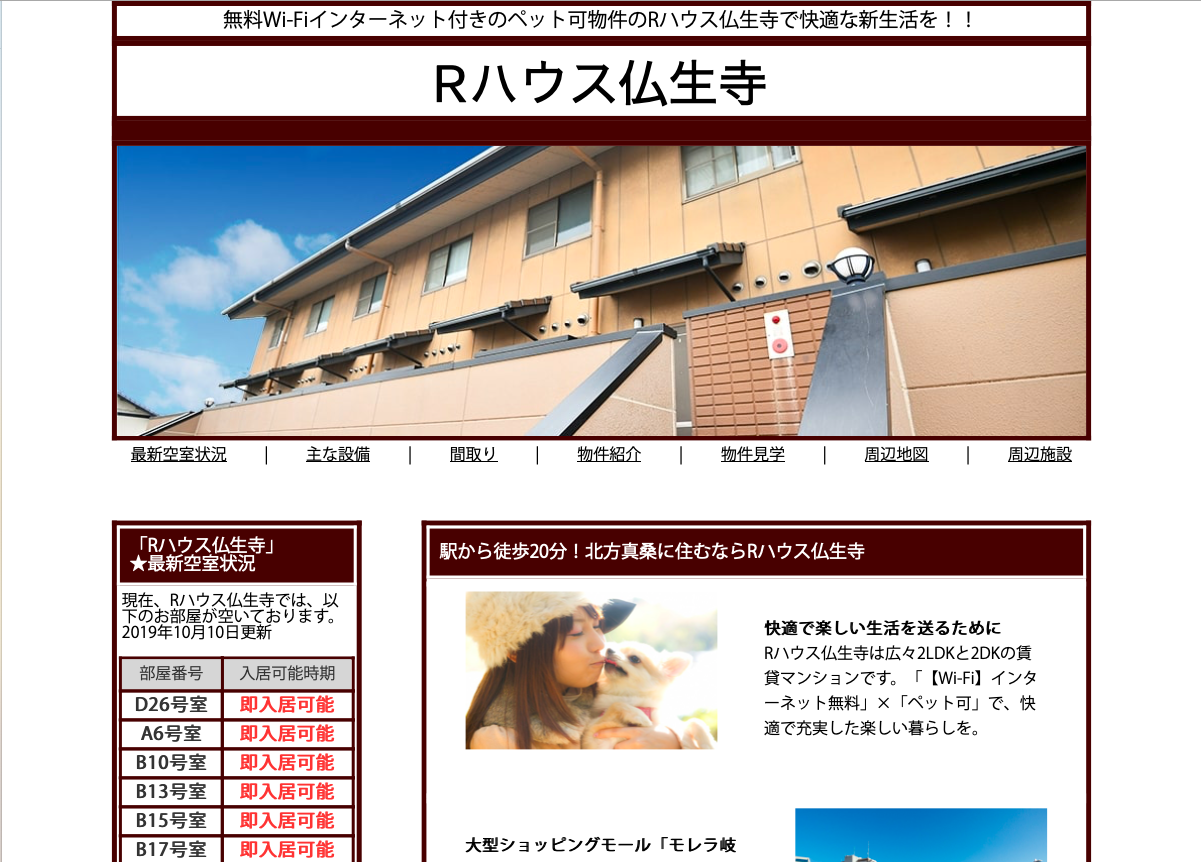 無料Wi-Fiインターネット付きのペット可物件のRハウス仏生寺で快適な新生活を！！
Rハウス仏生寺
最新空室状況 | 主な設備 | 間取り | 物件紹介 | 物件見学 | 周辺地図 | 周辺施設
「Rハウス仏生寺」
★最新空室状況
現在、Rハウス仏生寺では、以
下のお部屋が空いております。
2019年10月10日更新
部屋番号 入居可能時期
D26号室 即入居可能
A6号室 即入居可能
B10号室 即入居可能
B13号室 即入居可能
B15号室 即入居可能
B17号室 即入居可能
駅から徒歩20分！北方真桑に住むならRハウス仏生寺
快適で楽しい生活を送るために
Rハウス仏生寺は広々2LDKと2DKの賃
貸マンションです。「【Wi-Fi】インタ
ーネット無料」×「ペット可」で、快
適で充実した楽しい暮らしを。
大型ショッピングモール「モレラ岐